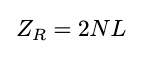 Z_R = 2NL